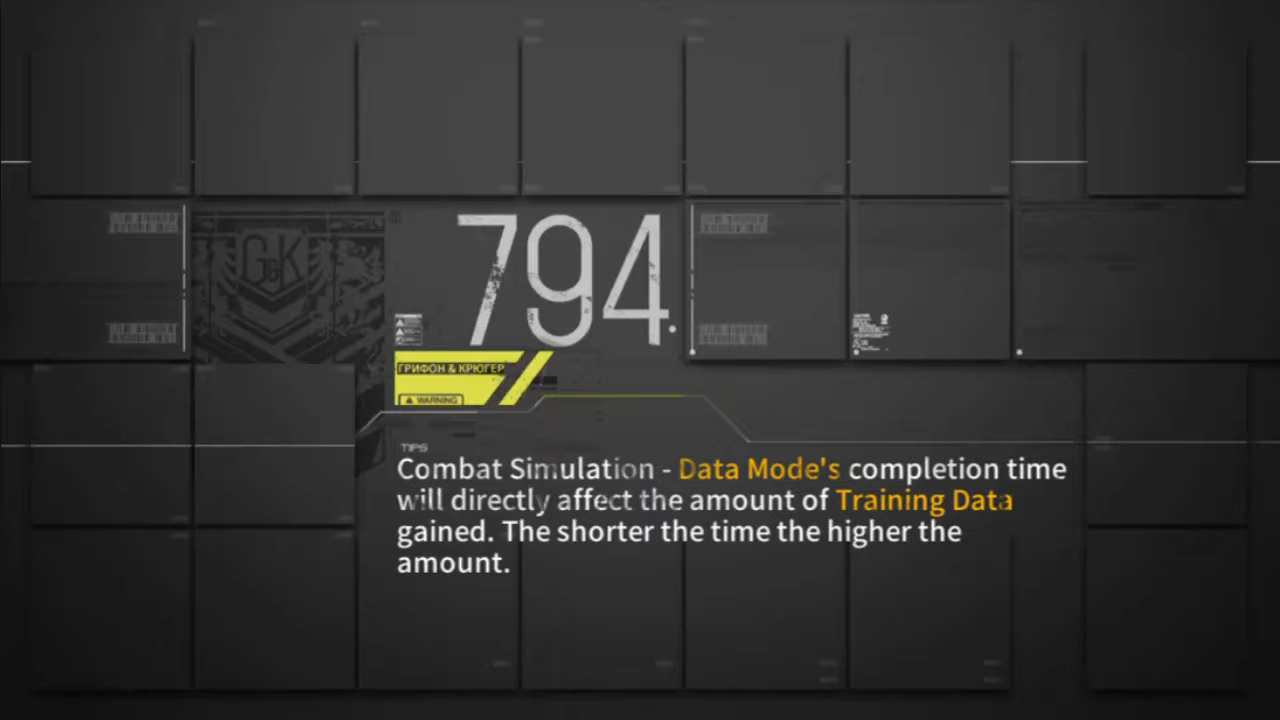 G&K
794.
ГРИФОН & КРЮГЕР
WARNING
TIPS
Combat Simulation - Data Mode's completion time
will directly affect the amount of Training Data
gained. The shorter the time the higher the
amount.